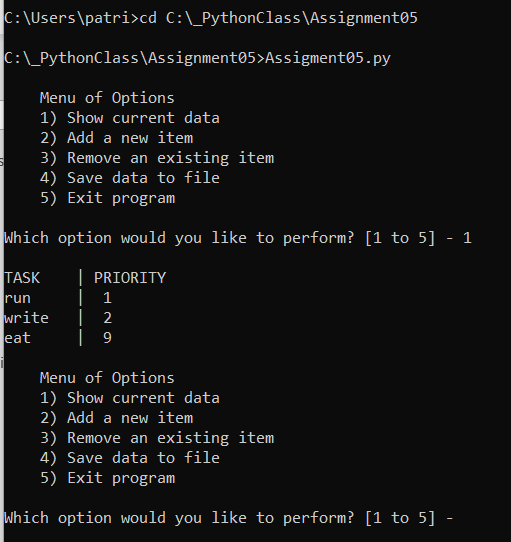 C:\Users\patri>cd C:\_PythonClass\Assignment05
C:\_PythonClass\Assignment05>Assigment05.py
Menu of Options
1) Show current data
2) Add a new item
3) Remove an existing item
4) Save data to file
5) Exit program
Which option would you like to perform? [1 to 5] - 1
TASK    | PRIORITY
run     |  1
write   |  2
eat     |  9
Menu of Options
1) Show current data
2) Add a new item
3) Remove an existing item
4) Save data to file
5) Exit program
Which option would you like to perform? [1 to 5] -